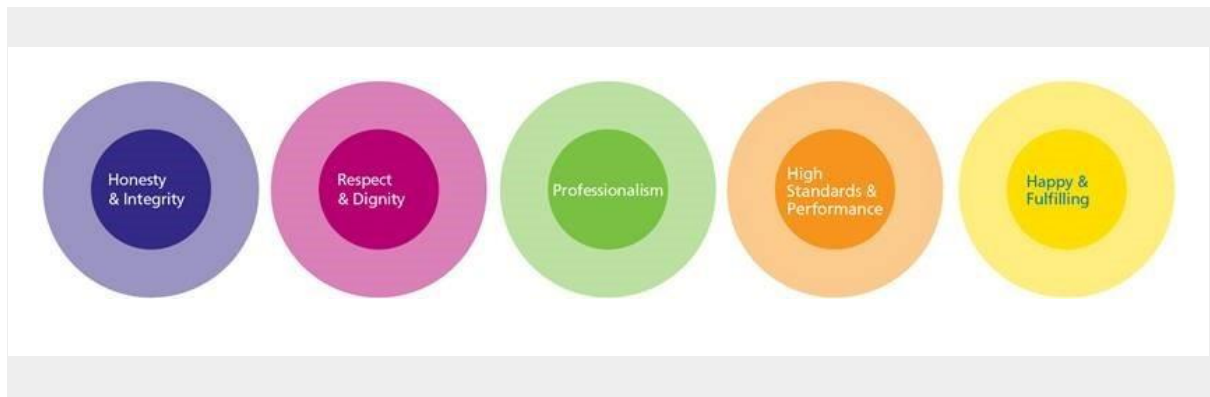 Honesty
& Integrity
Respect
& Dignity
Professionalism
High
Standards &
Performance
Happy &
Fulfilling